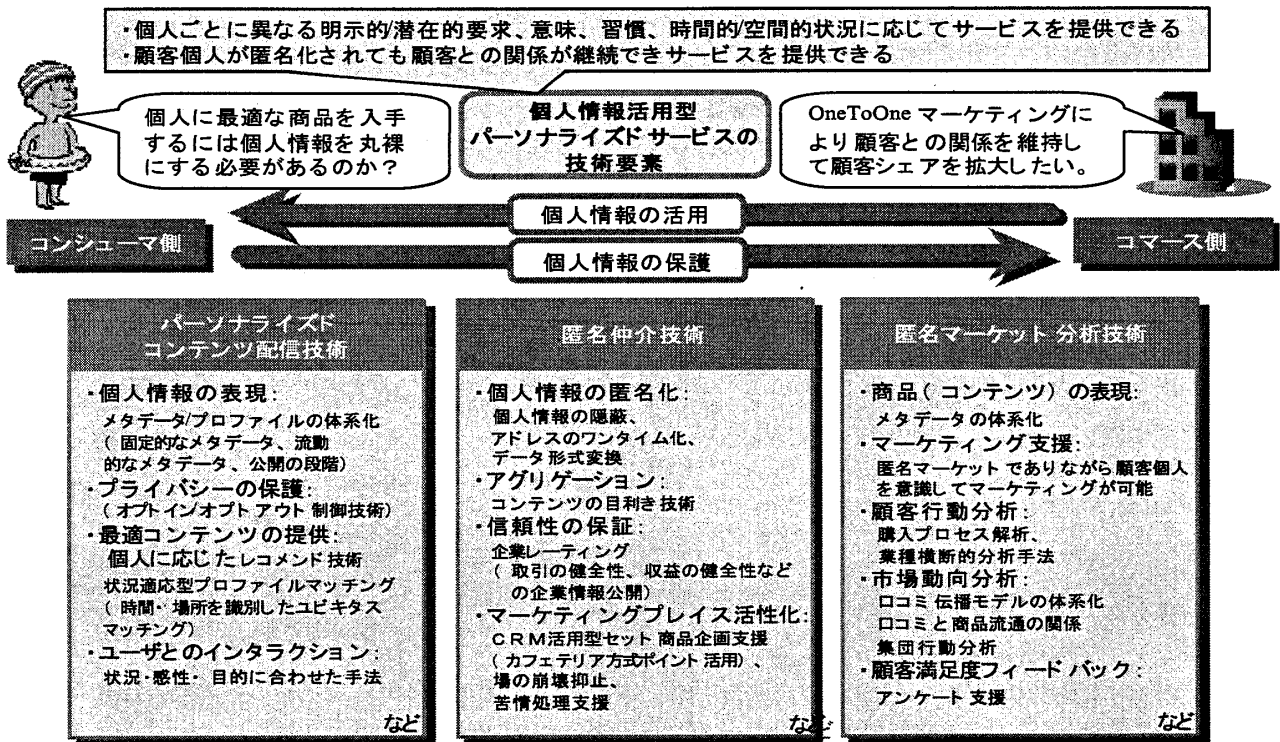 ・個人ごとに異なる明示的/潜在的要求、意味、習慣、時間的/空間的状況に応じてサービスを提供できる
・顧客個人が匿名化されても顧客との関係が継続できサービスを提供できる
個人に最適な商品を入手
するには個人情報を丸裸
にする必要があるのか？
個人情報活用型
パーソナライズド サービスの
技術要素
OneToOne マーケティングに
より顧客との関係を維持し
て顧客シェアを拡大したい。
個人情報の活用
コンシューマ側
コマース側
個人情報の保護
パーソナライズド
コンテンツ配信技術
・個人情報の表現：
メタデータ/プロファイルの体系化
（固定的なメタデータ、流動
的なメタデータ、公開の段階）
・プライバシーの保護：
（オプトイン/オプトアウト制御技術）
・最適コンテンツの提供：
個人に応じたレコメンド技術
状況適応型プロファイルマッチング
（時間・場所を識別したユビキタス
マッチング）
・ユーザとのインタラクション：
状況・感性・目的に合わせた手法
など
匿名仲介技術
・個人情報の匿名化：
個人情報の隠蔽、
アドレスのワンタイム化、
データ形式変換
・アグリゲーション：
コンテンツの目利き技術
・信頼性の保証：
企業レーティング
（取引の健全性、収益の健全性など
の企業情報公開）
・マーケティングプレイス活性化：
ＣＲＭ活用型セット商品企画支援
（カフェテリア方式ポイント活用）、
場の崩壊抑止、
苦情処理支援
など
匿名マーケット分析技術
・商品（コンテンツ）の表現：
メタデータの体系化
・マーケティング支援：
匿名マーケットでありながら顧客個人
を意識してマーケティングが可能
・顧客行動分析：
購入プロセス解析、
業種横断的分析手法
・市場動向分析：
口コミ伝播モデルの体系化
口コミと商品流通の関係
集団行動分析
・顧客満足度フィードバック：
アンケート支援
など